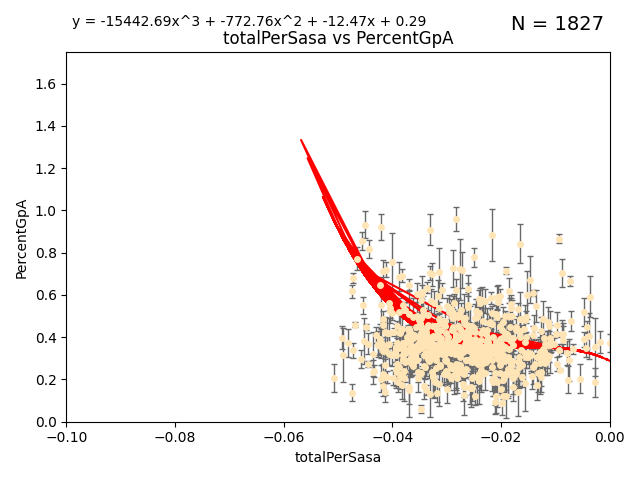 y = -15442.69x^3 + -772.76x^2 + -12.47x + 0.29
N = 1827
totalPerSasa vs PercentGpA
PercentGpA
1.6
1.4
1.2
1.0
0.8
0.6
0.4
0.2
0.0
−0.10 −0.08 −0.06 −0.04 −0.02 0.00
totalPerSasa